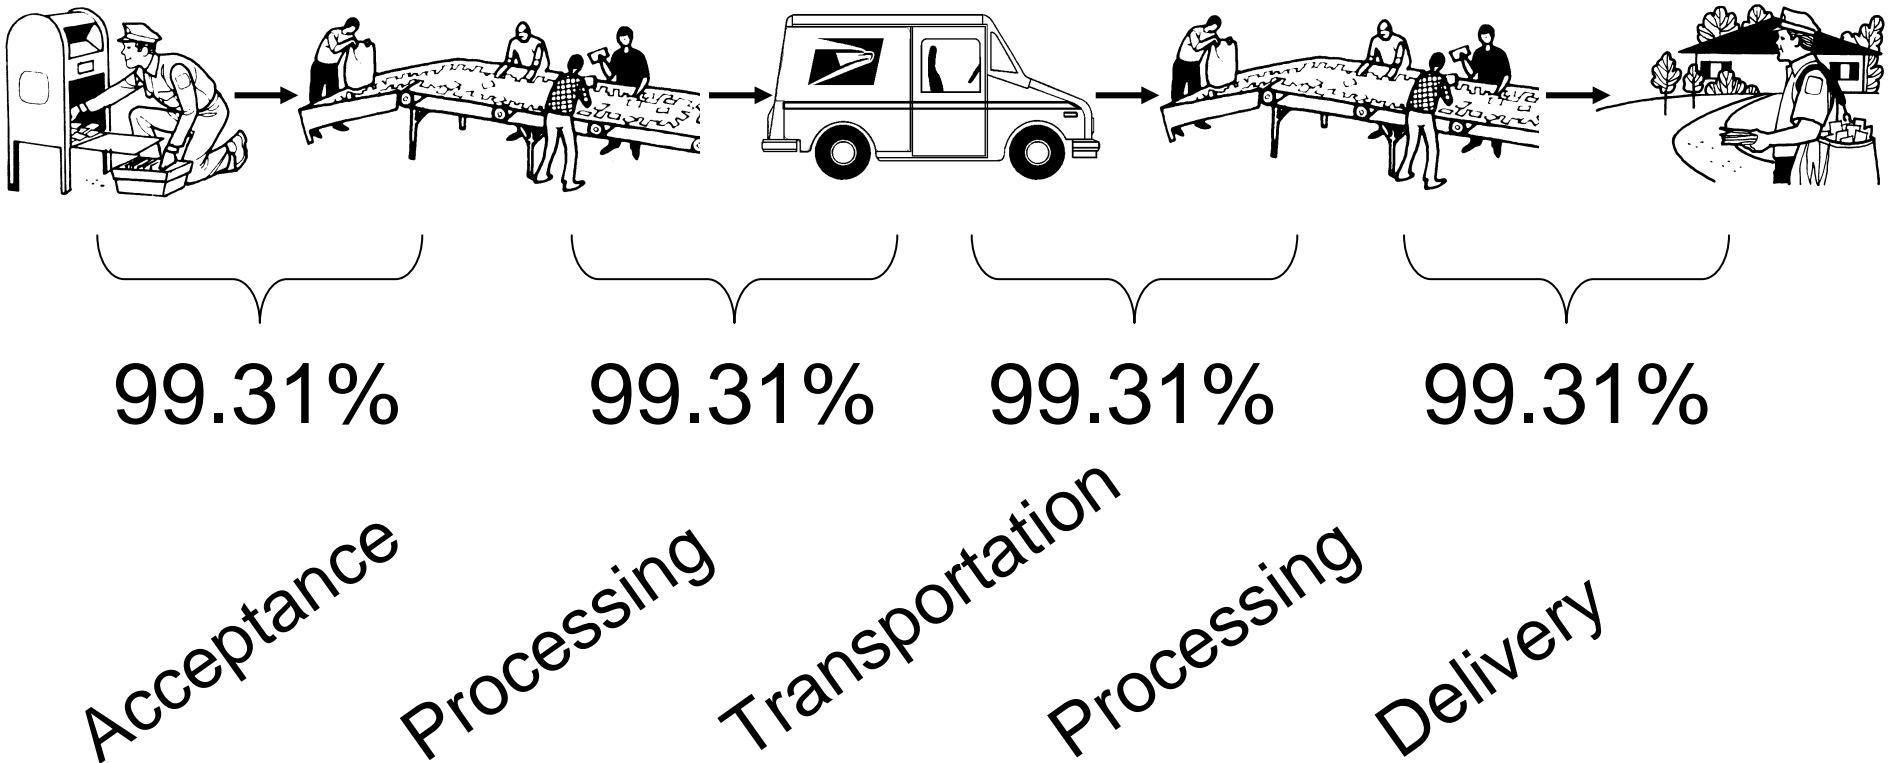 99.31% 99.31% 99.31% 99.31%
Acceptance
Processing
Transportation
Processing
Delivery